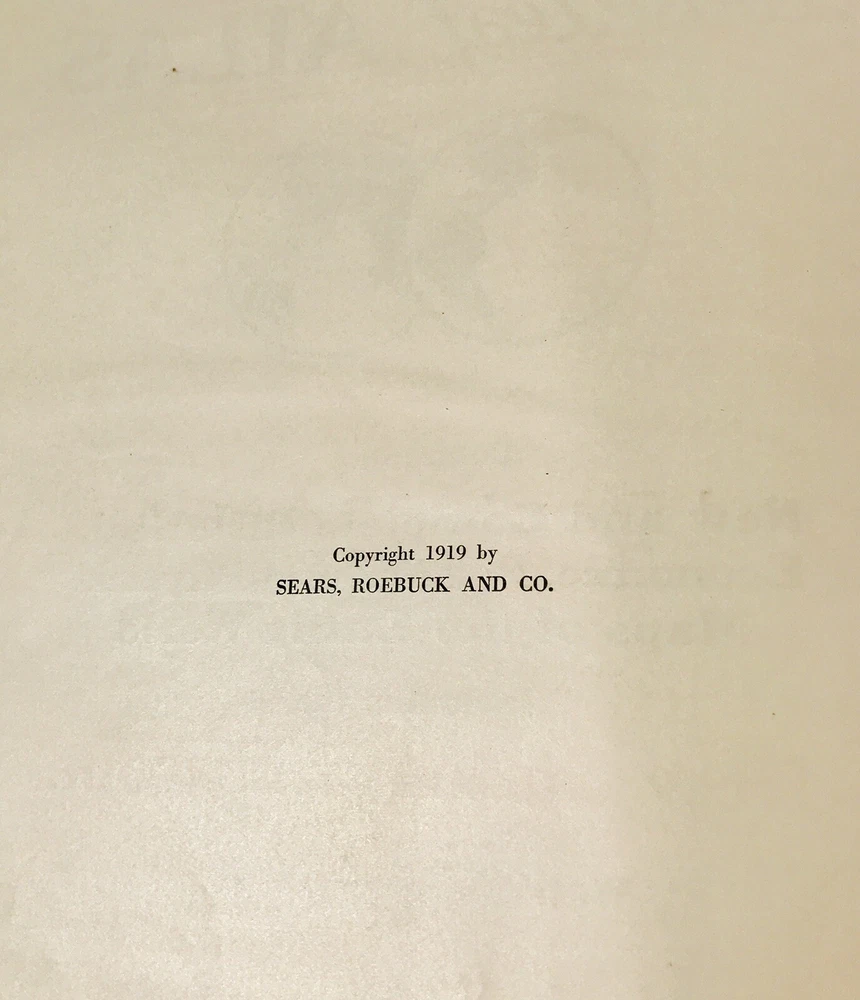 Copyright 1919 by
SEARS, ROEBUCK AND CO.